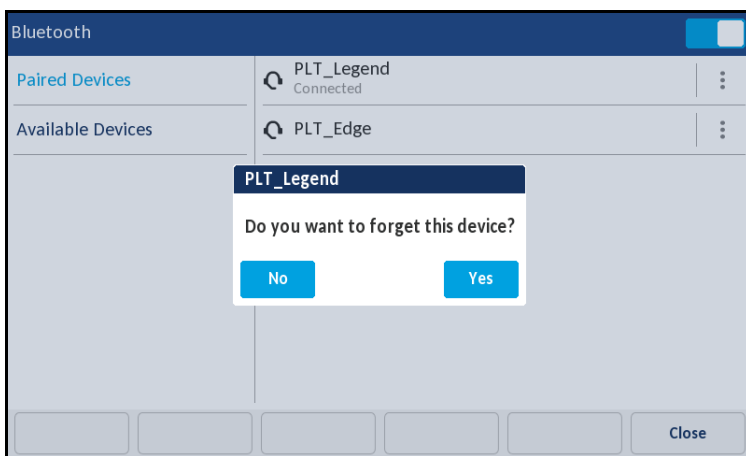 Bluetooth
Paired Devices
PLT_Legend
Connected
Available Devices
PLT_Edge
PLT_Legend
Do you want to forget this device?
No
Yes
Close